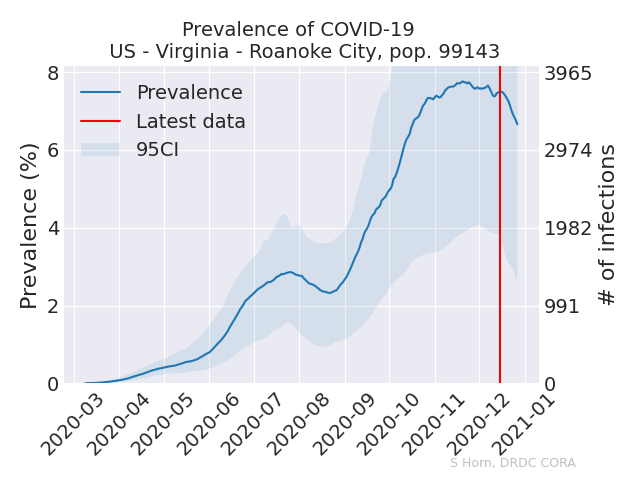 Prevalence of COVID-19
US - Virginia - Roanoke City, pop. 99143
Prevalence (%)
8
6
4
2
0
Prevalence
Latest data
95CI
3965
2974
1982
991
0
# of infections
2020-03
2020-04
2020-05
2020-06
2020-07
2020-08
2020-09
2020-10
2020-11
2020-12
2021-01
S Horn, DRDC CORA